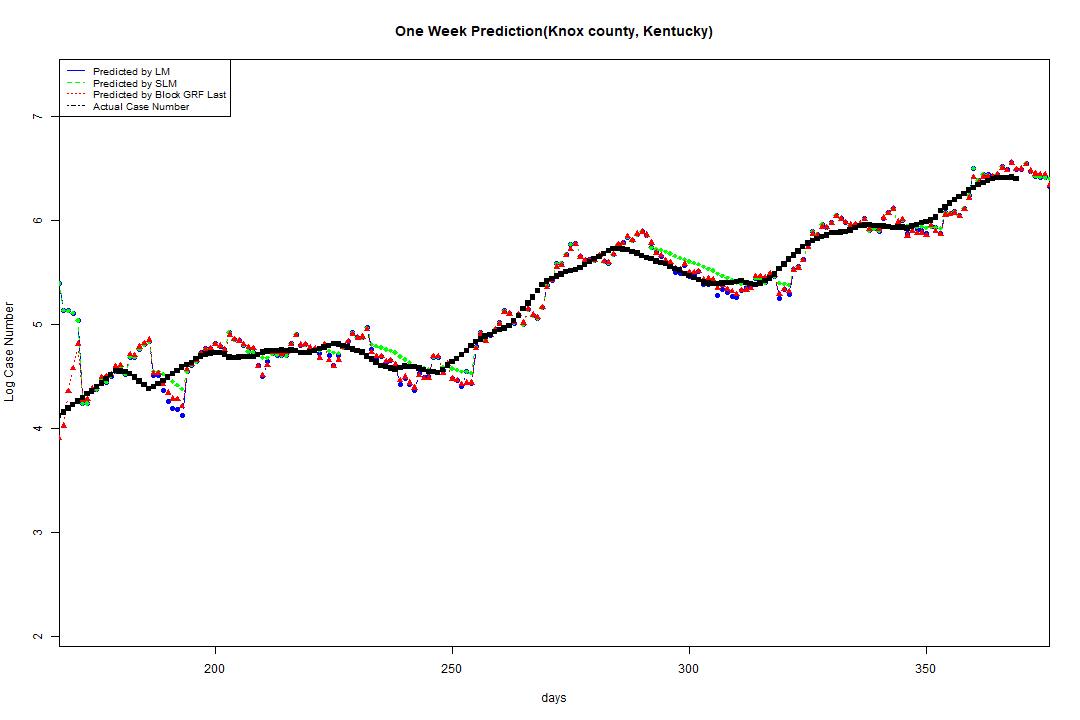 One Week Prediction(Knox county, Kentucky)
Predicted by LM
Predicted by SLM
Predicted by Block GRF Last
Actual Case Number
7
6
5
4
3
2
Log Case Number
200 250 300 350
days